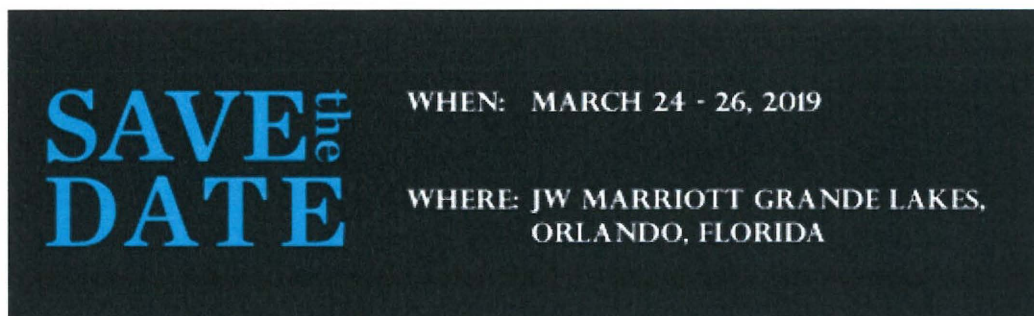 SAVE the
DATE
WHEN: MARCH 24 - 26, 2019
WHERE: JW MARRIOTT GRANDE LAKES,
ORLANDO, FLORIDA